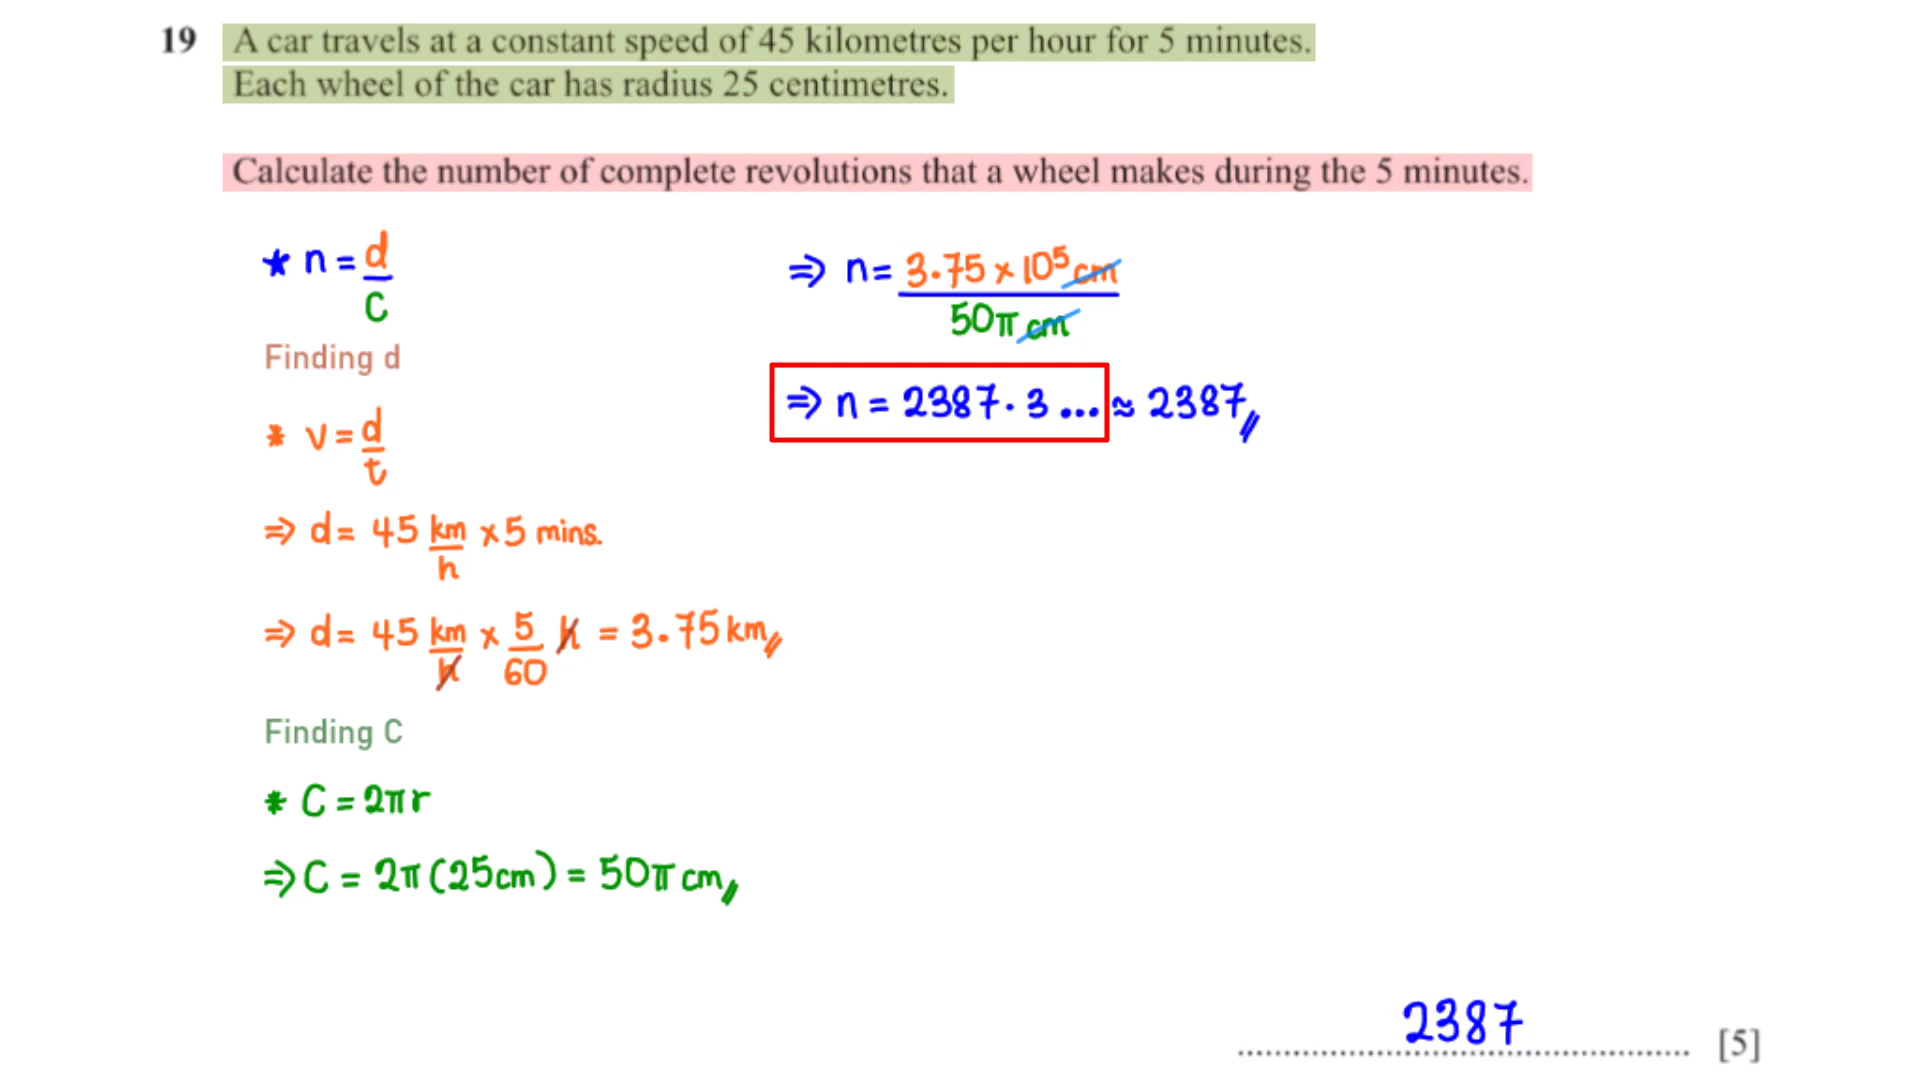 19 A car travels at a constant speed of 45 kilometres per hour for 5 minutes.
Each wheel of the car has radius 25 centimetres.
Calculate the number of complete revolutions that a wheel makes during the 5 minutes.
* n = d/C
Finding d
* v = d/t
⇒ d = 45 km/h × 5 mins.
⇒ d = 45 km/h × 5/60 h = 3.75 km
Finding C
* C = 2πr
⇒ C = 2π(25cm) = 50π cm
⇒ n = 3.75 × 10⁵ cm / 50π cm
⇒ n = 2387.3... ≈ 2387
2387
[5]